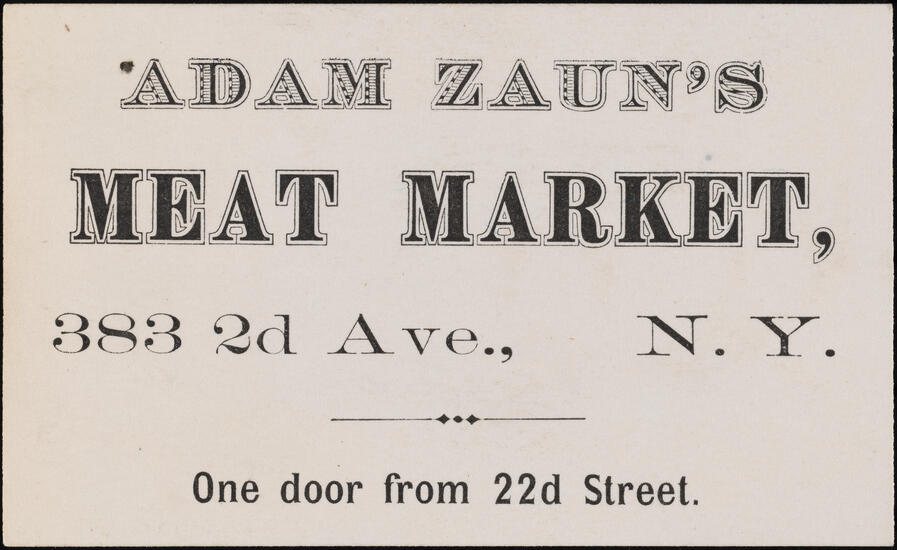 ADAM ZAUN'S
MEAT MARKET,
383 2d Ave., N. Y.
One door from 22d Street.